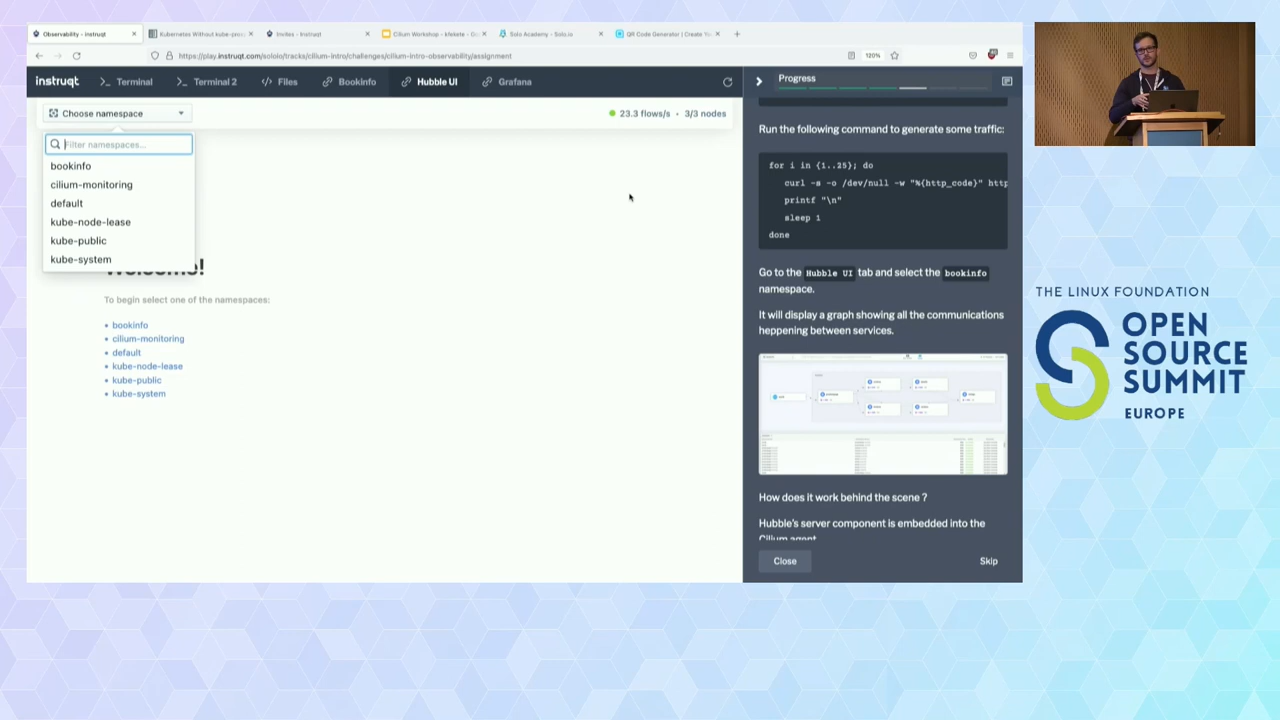 Observability - Instruqt
Kubernetes Without kube-prox
Invites - Instruqt
Cilium Workshop - eMekete - Go
Solo Academy - Solo.io
QR Code Generator | Create Yo
https://play.instruqt.com/sololo/tracks/cilium-intro/challenges/cilium-intro-observability/assignment
120%
instruqt
Terminal
Terminal 2
Files
Bookinfo
Hubble UI
Grafana
Progress
Choose namespace
23.3 flows/s • 3/3 nodes
Filter namespaces...
bookinfo
cilium-monitoring
default
kube-node-lease
kube-public
kube-system
To begin select one of the namespaces:
• bookinfo
• cilium-monitoring
• default
• kube-node-lease
• kube-public
• kube-system
Run the following command to generate some traffic:
for i in {1..25}; do
curl -s -o /dev/null -w "%{http_code}" http
printf "\n"
sleep 1
done
Go to the Hubble UI tab and select the bookinfo
namespace.
It will display a graph showing all the communications
heppening between services.
How does it work behind the scene ?
Hubble's server component is embedded into the
Cilium agent
Close
Skip
THE LINUX FOUNDATION
OPEN
SOURCE
SUMMIT
EUROPE